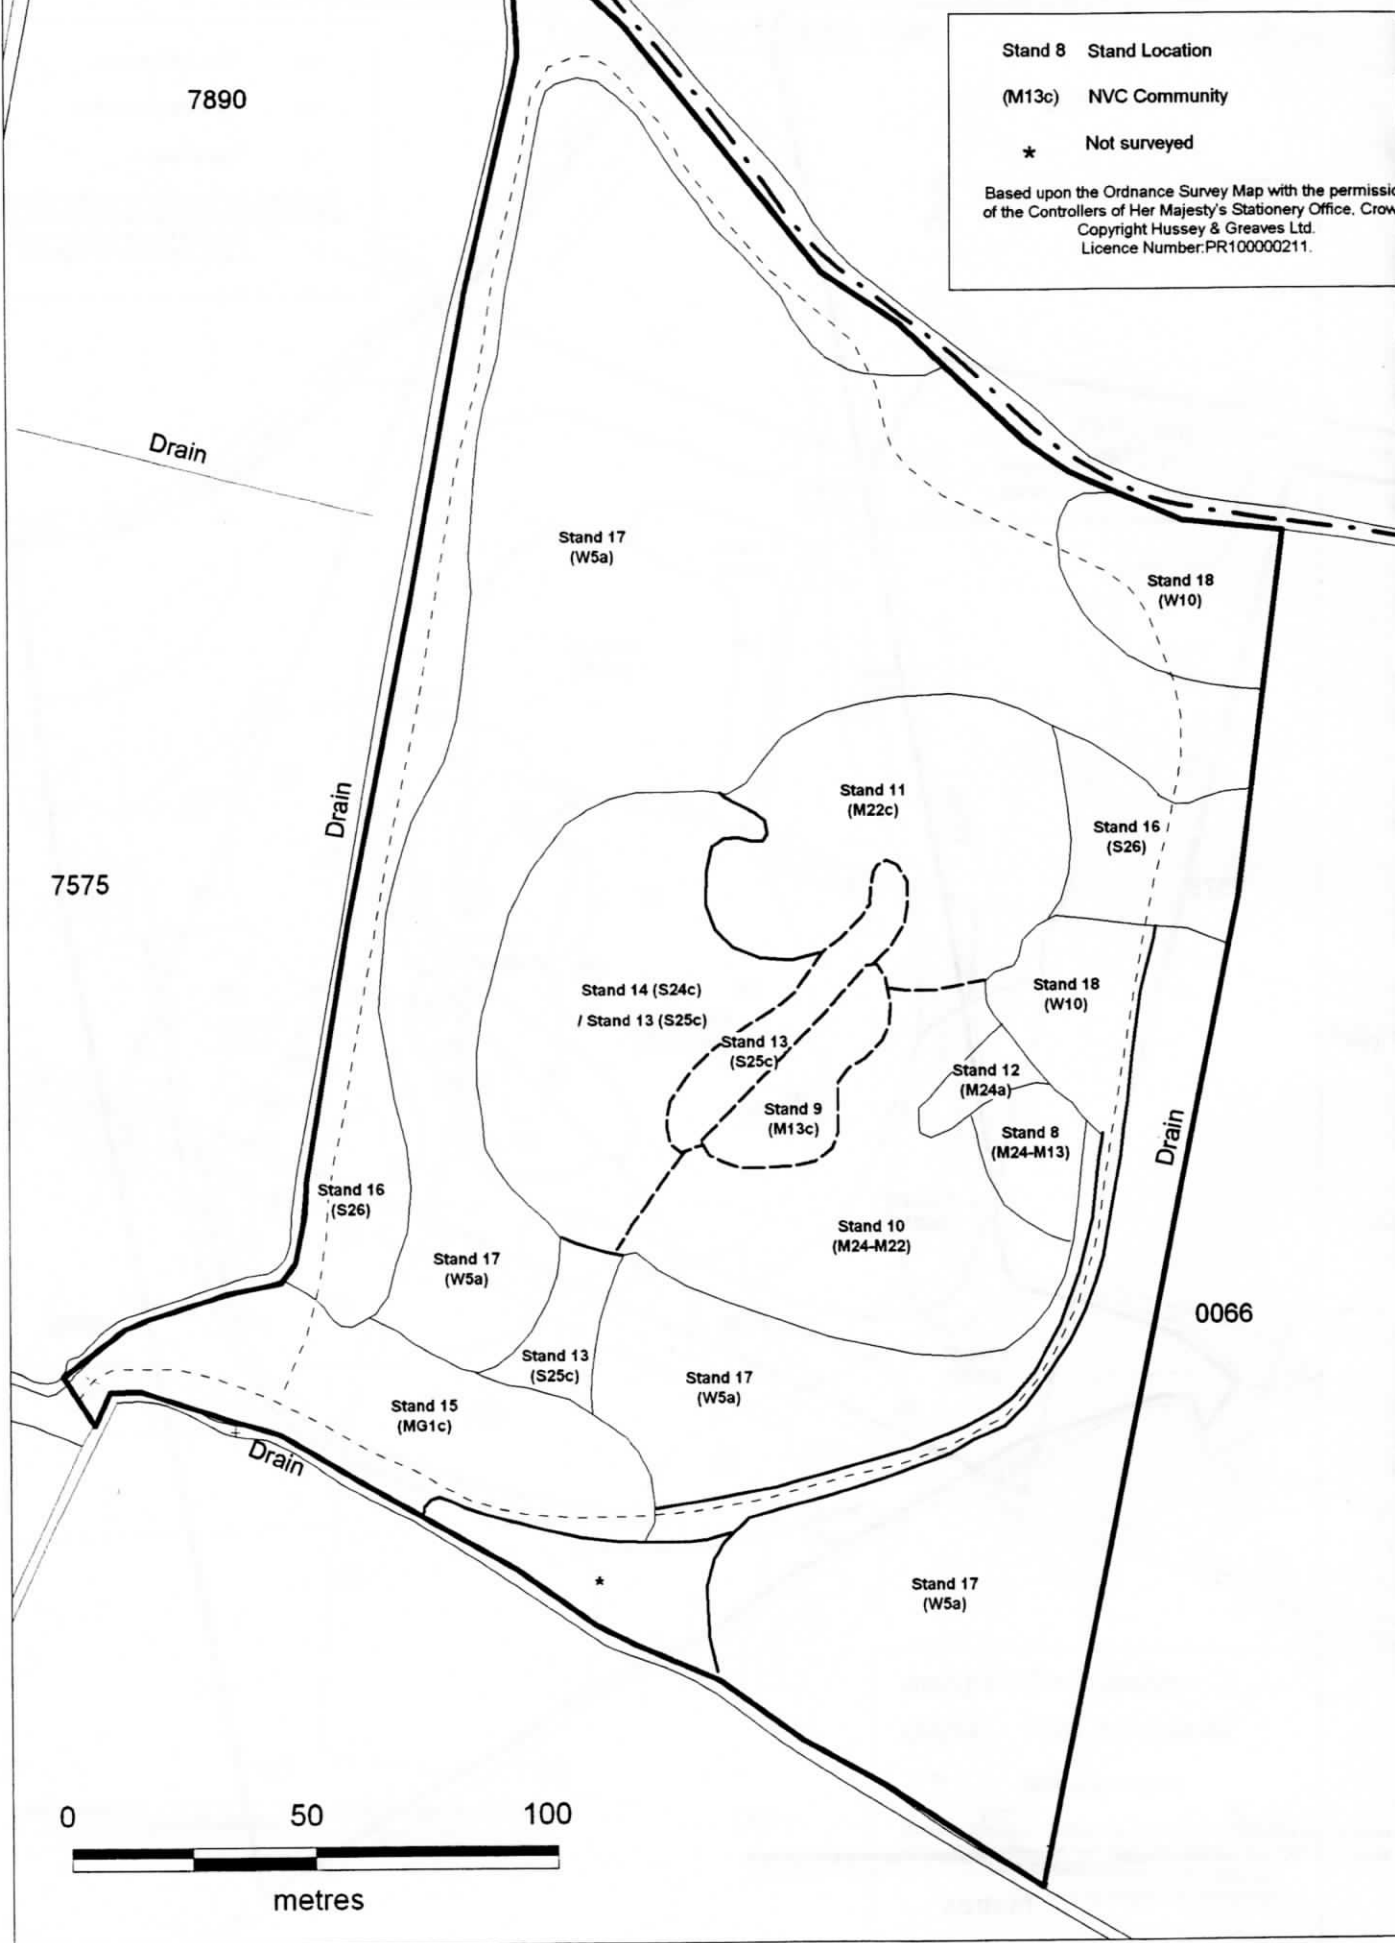 Stand 8 Stand Location
(M13c) NVC Community
* Not surveyed
Based upon the Ordnance Survey Map with the permissic
of the Controllers of Her Majesty's Stationery Office, Crow
Copyright Hussey & Greaves Ltd.
Licence Number:PR100000211.
7890
Drain
Stand 17
(W5a)
Stand 18
(W10)
Drain
Stand 11
(M22c)
Stand 16
(S26)
7575
Stand 14 (S24c)
/ Stand 13 (S25c)
Stand 18
(W10)
Stand 13
(S25c)
Stand 12
(M24a)
Stand 9
(M13c)
Stand 8
(M24-M13)
Drain
Stand 16
(S26)
Stand 10
(M24-M22)
Stand 17
(W5a)
0066
Stand 13
(S25c)
Stand 17
(W5a)
Stand 15
(MG1c)
Drain
*
Stand 17
(W5a)
0 50 100
metres